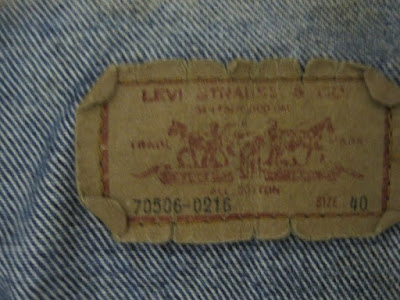 LEVI STRAUSS & CO.
TRADE MARK
ALL COTTON
70506-0216 SIZE 40